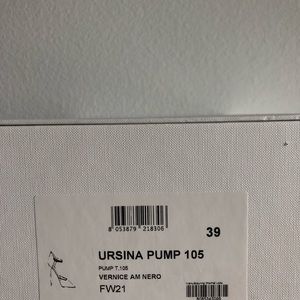 39
8 053879 218306
URSINA PUMP 105
PUMP T.105
VERNICE AM NERO
FW21